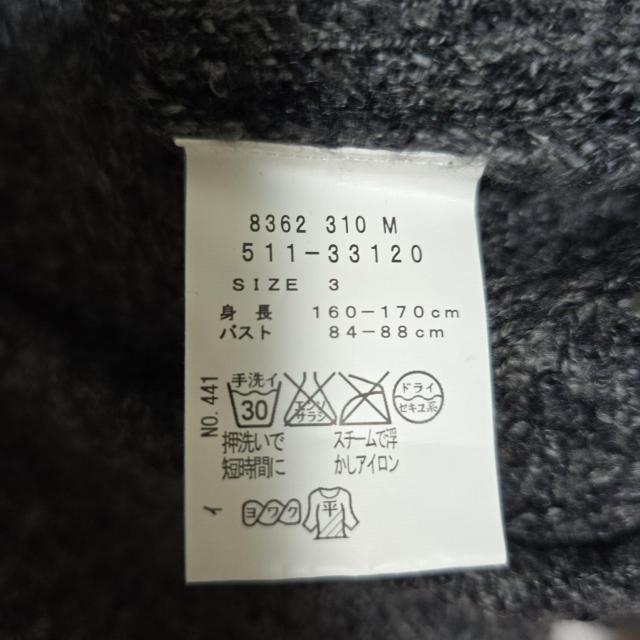 8362 310 M
511-33120
SIZE 3
身長 160-170cm
バスト 84-88cm
NO. 441
手洗イ
30
エンソ
サラシ
ドライ
セキユ系
押洗いで
短時間に
スチームで浮
かしアイロン
イ
ヨワク
平